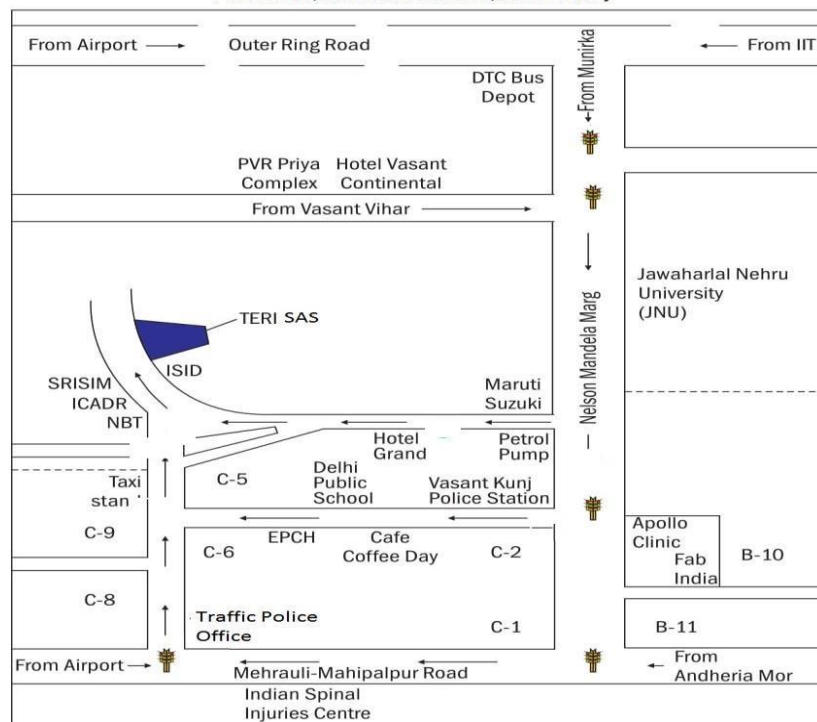 From Airport
Outer Ring Road
From Munirka
From IIT
DTC Bus
Depot
PVR Priya
Complex
Hotel Vasant
Continental
From Vasant Vihar
Jawaharlal Nehru
University
(JNU)
Nelson Mandela Marg
TERI SAS
ISID
SRISIM
ICADR
NBT
Maruti
Suzuki
Hotel
Grand
Petrol
Pump
Taxi
stan
C-5
Delhi
Public
School
Vasant Kunj
Police Station
C-9
C-6
EPCH
Cafe
Coffee Day
C-2
Apollo
Clinic
Fab
India
B-10
C-8
Traffic Police
Office
C-1
B-11
From Airport
Mehrauli-Mahipalpur Road
From
Andheria Mor
Indian Spinal
Injuries Centre